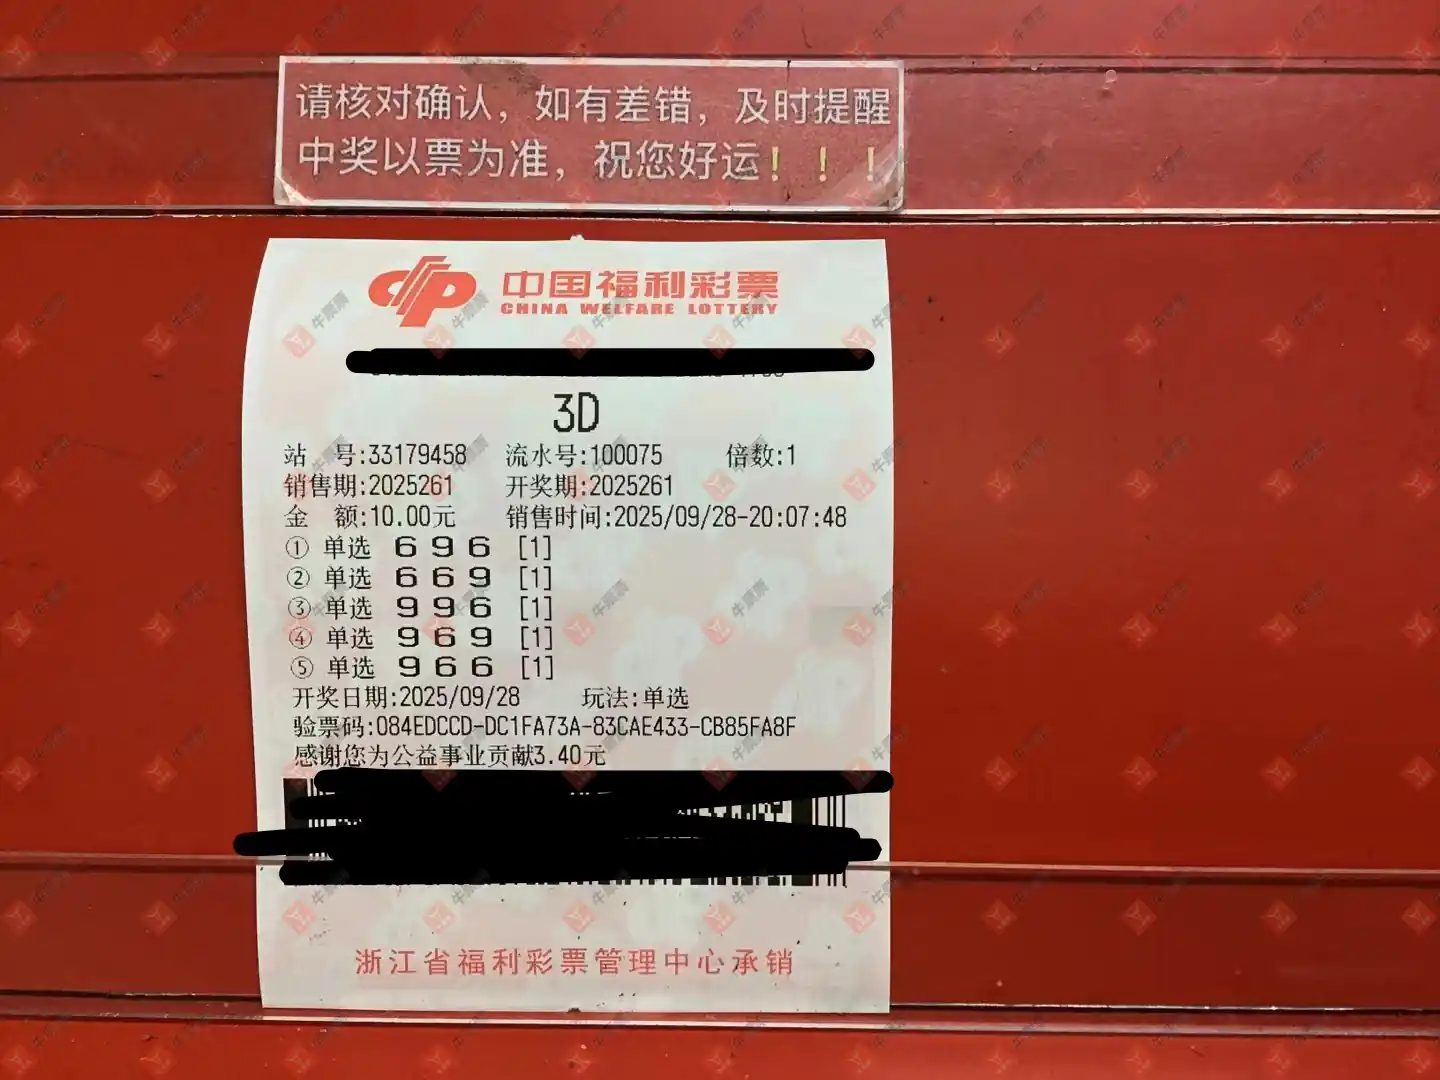 请核对确认，如有差错，及时提醒
中奖以票为准，祝您好运！！！
中国福利彩票
CHINA WELFARE LOTTERY
3D
站 号:33179458 流水号:100075 倍数:1
销售期:2025261 开奖期:2025261
金 额:10.00元 销售时间:2025/09/28-20:07:48
① 单选 6 9 6 [1]
② 单选 6 6 9 [1]
③ 单选 9 9 6 [1]
④ 单选 9 6 9 [1]
⑤ 单选 9 6 6 [1]
开奖日期:2025/09/28 玩法:单选
验票码:084EDCCD-DC1FA73A-83CAE433-CB85FA8F
感谢您为公益事业贡献3.40元
浙江省福利彩票管理中心承销
牛票票